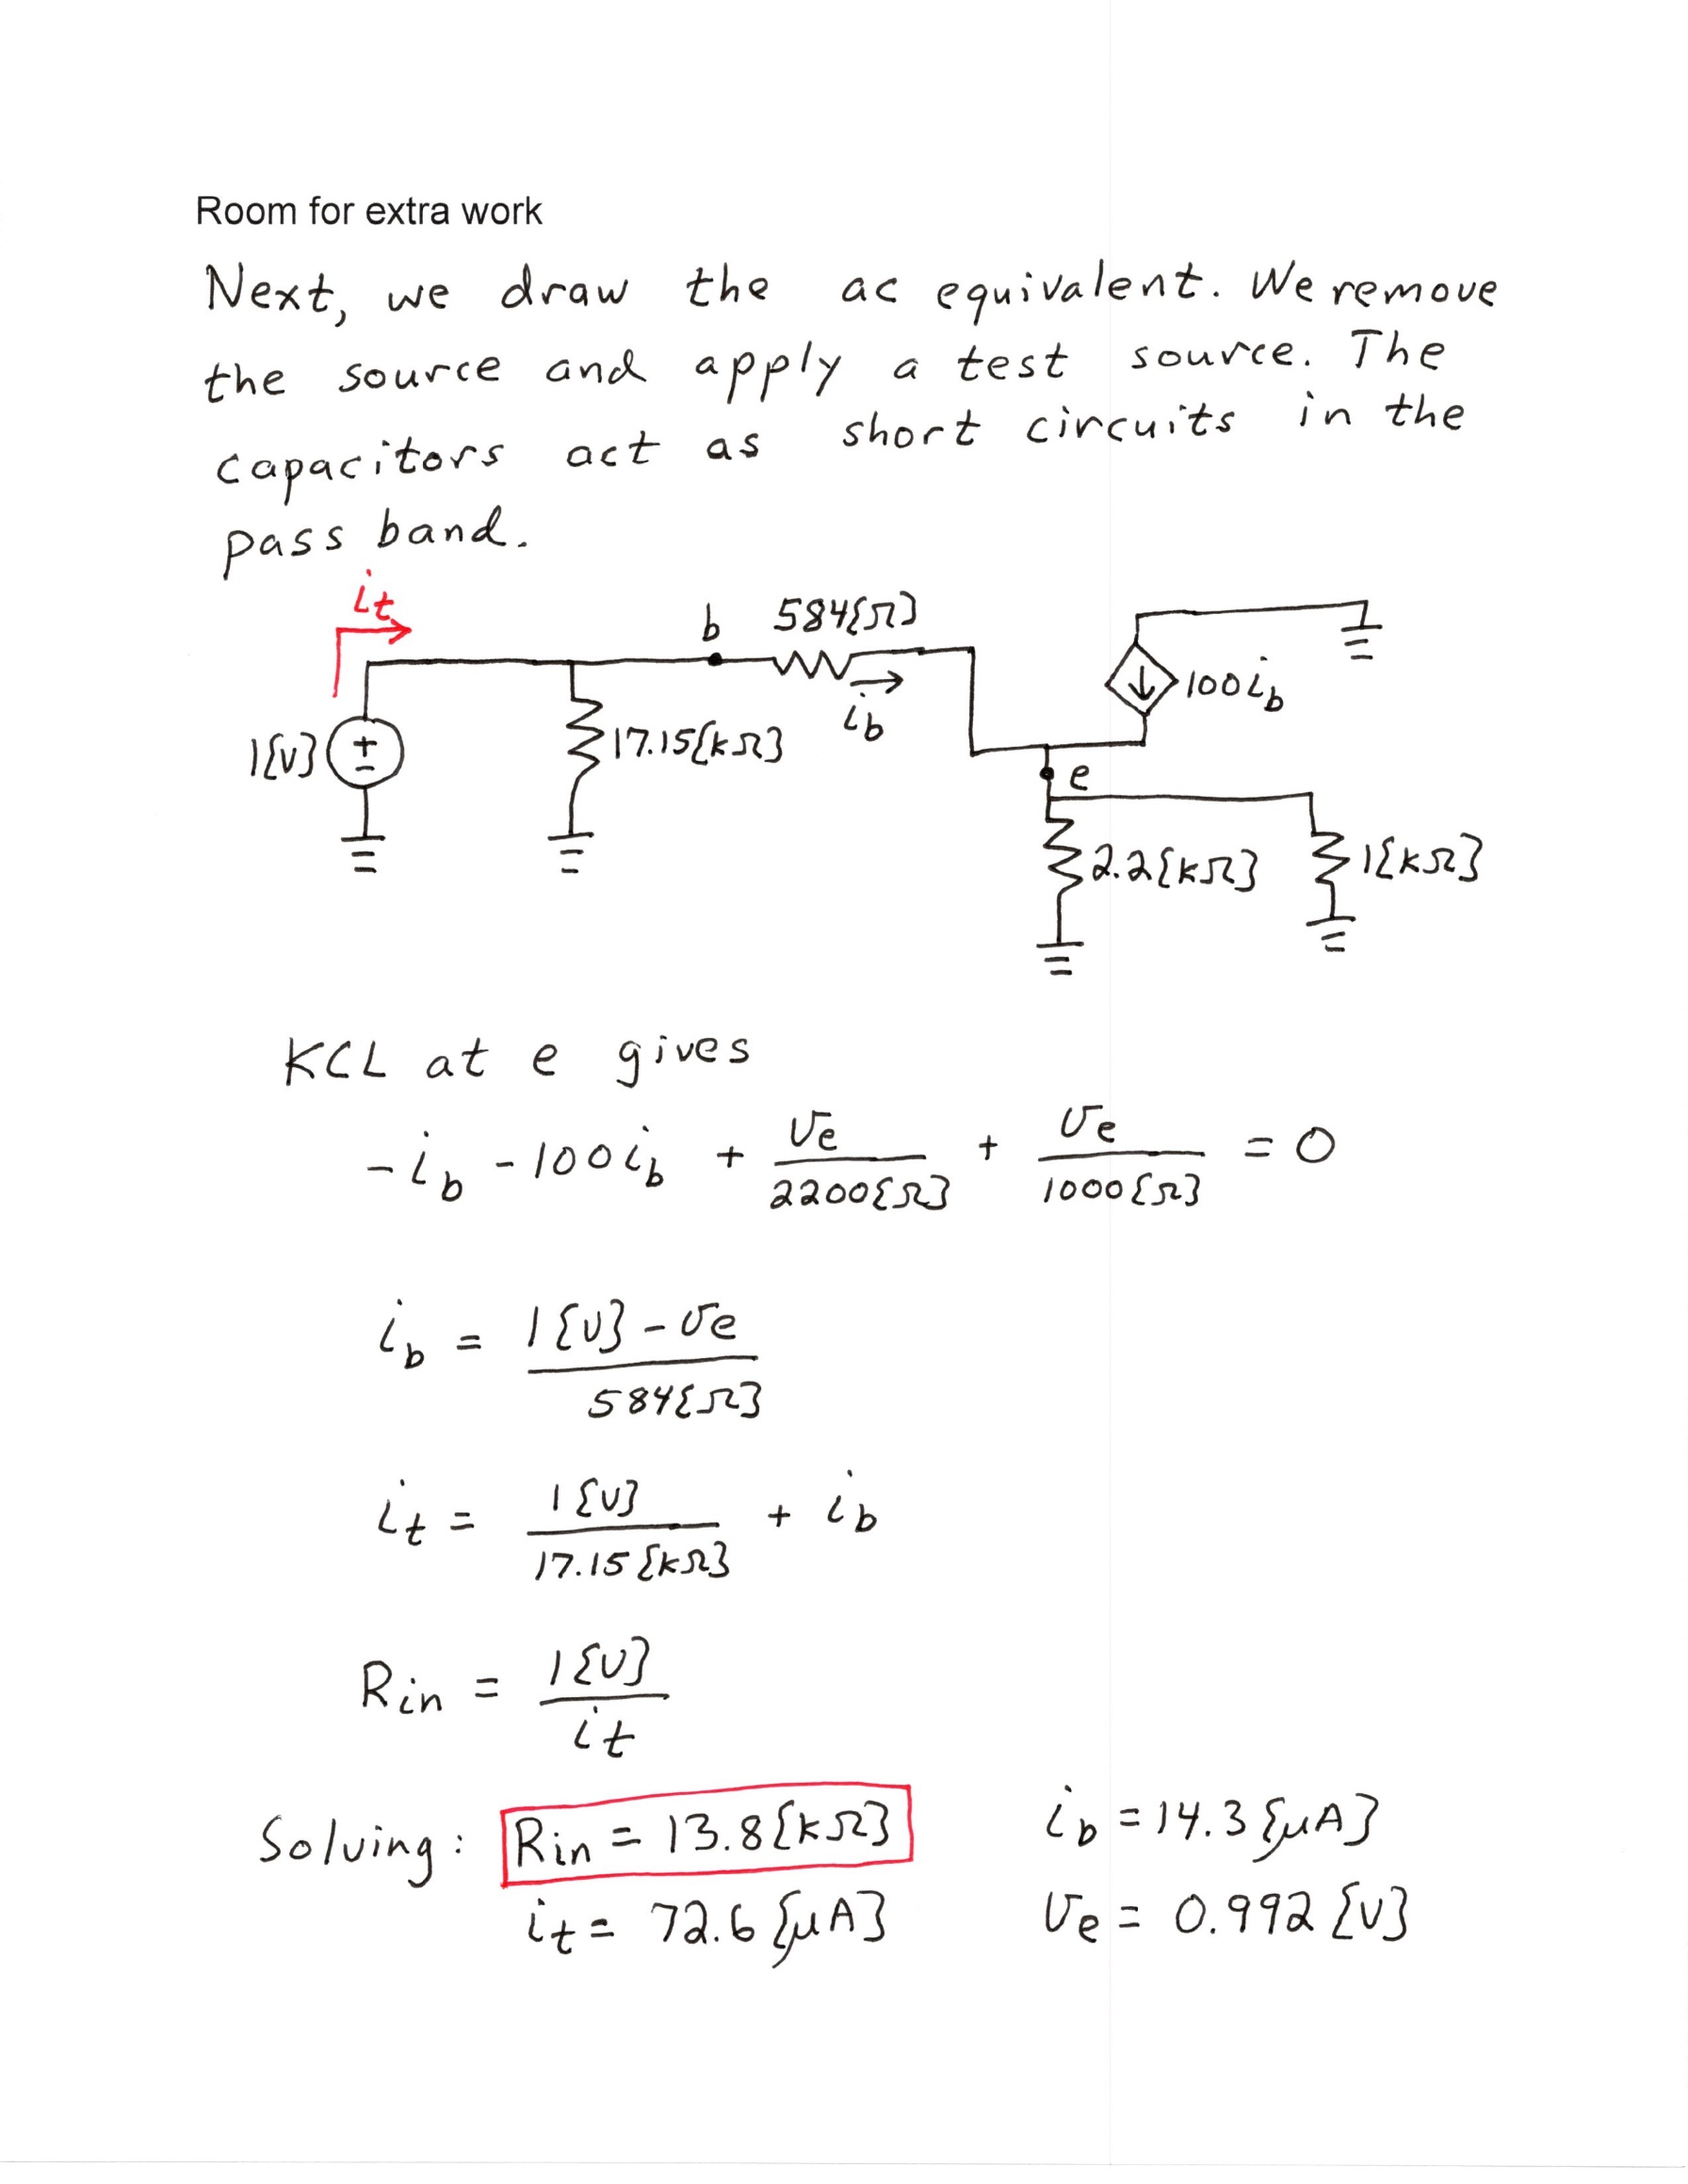 Room for extra work
Next, we draw the ac equivalent. We remove
the source and apply a test source. The
capacitors act as short circuits in the
pass band.
it
b 584{Ω}
100ib
ib
1{V} + - 17.15{kΩ}
e
2.2{kΩ} 1{kΩ}
KCL at e gives
-ib - 100ib + ve/2200{Ω} + ve/1000{Ω} = 0
ib = 1{V} - ve / 584{Ω}
it = 1{V}/17.15{kΩ} + ib
Rin = 1{V}/it
Solving: Rin = 13.8{kΩ} ib = 14.3{μA}
it = 72.6{μA} ve = 0.992{V}